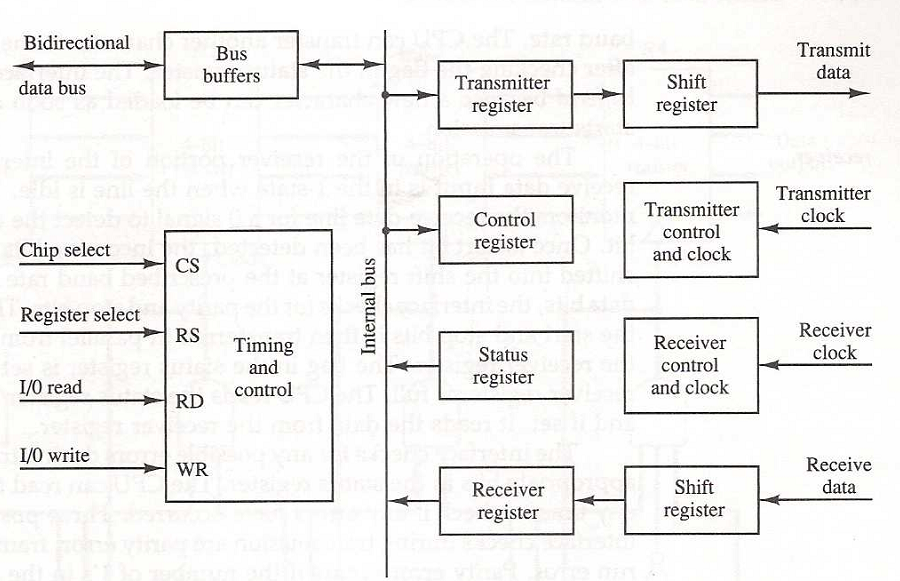 Bidirectional
data bus
Bus
buffers
Transmitter
register
Shift
register
Transmit
data
Control
register
Transmitter
control
and clock
Transmitter
clock
Internal bus
Chip select
CS
Register select
RS
Timing
and
control
I/0 read
RD
I/0 write
WR
Status
register
Receiver
control
and clock
Receiver
clock
Receiver
register
Shift
register
Receive
data